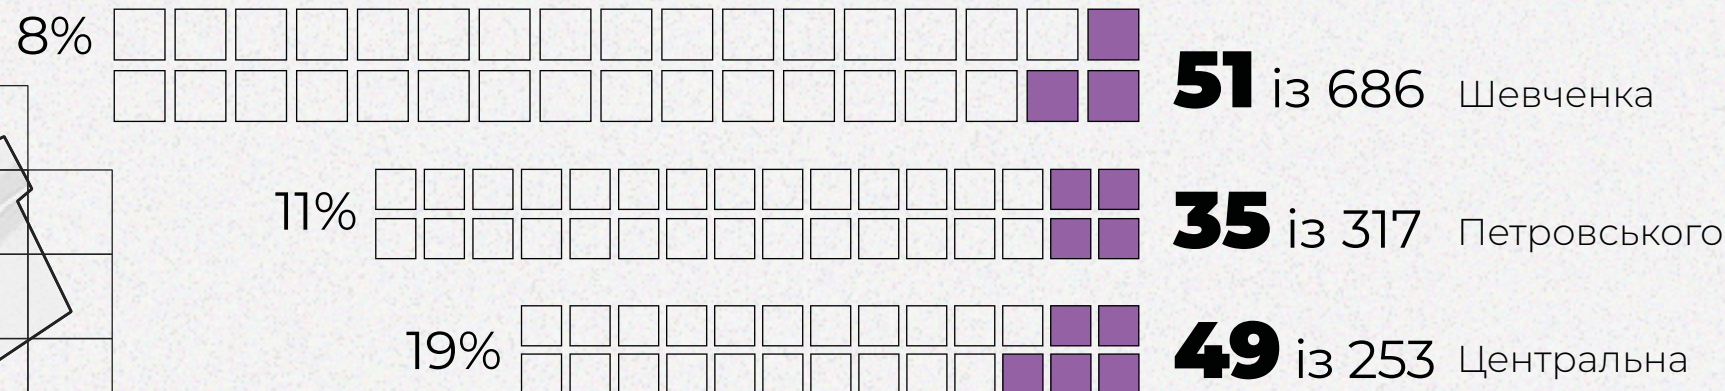 8%
51 із 686 Шевченка
11%
35 із 317 Петровського
19%
49 із 253 Центральна